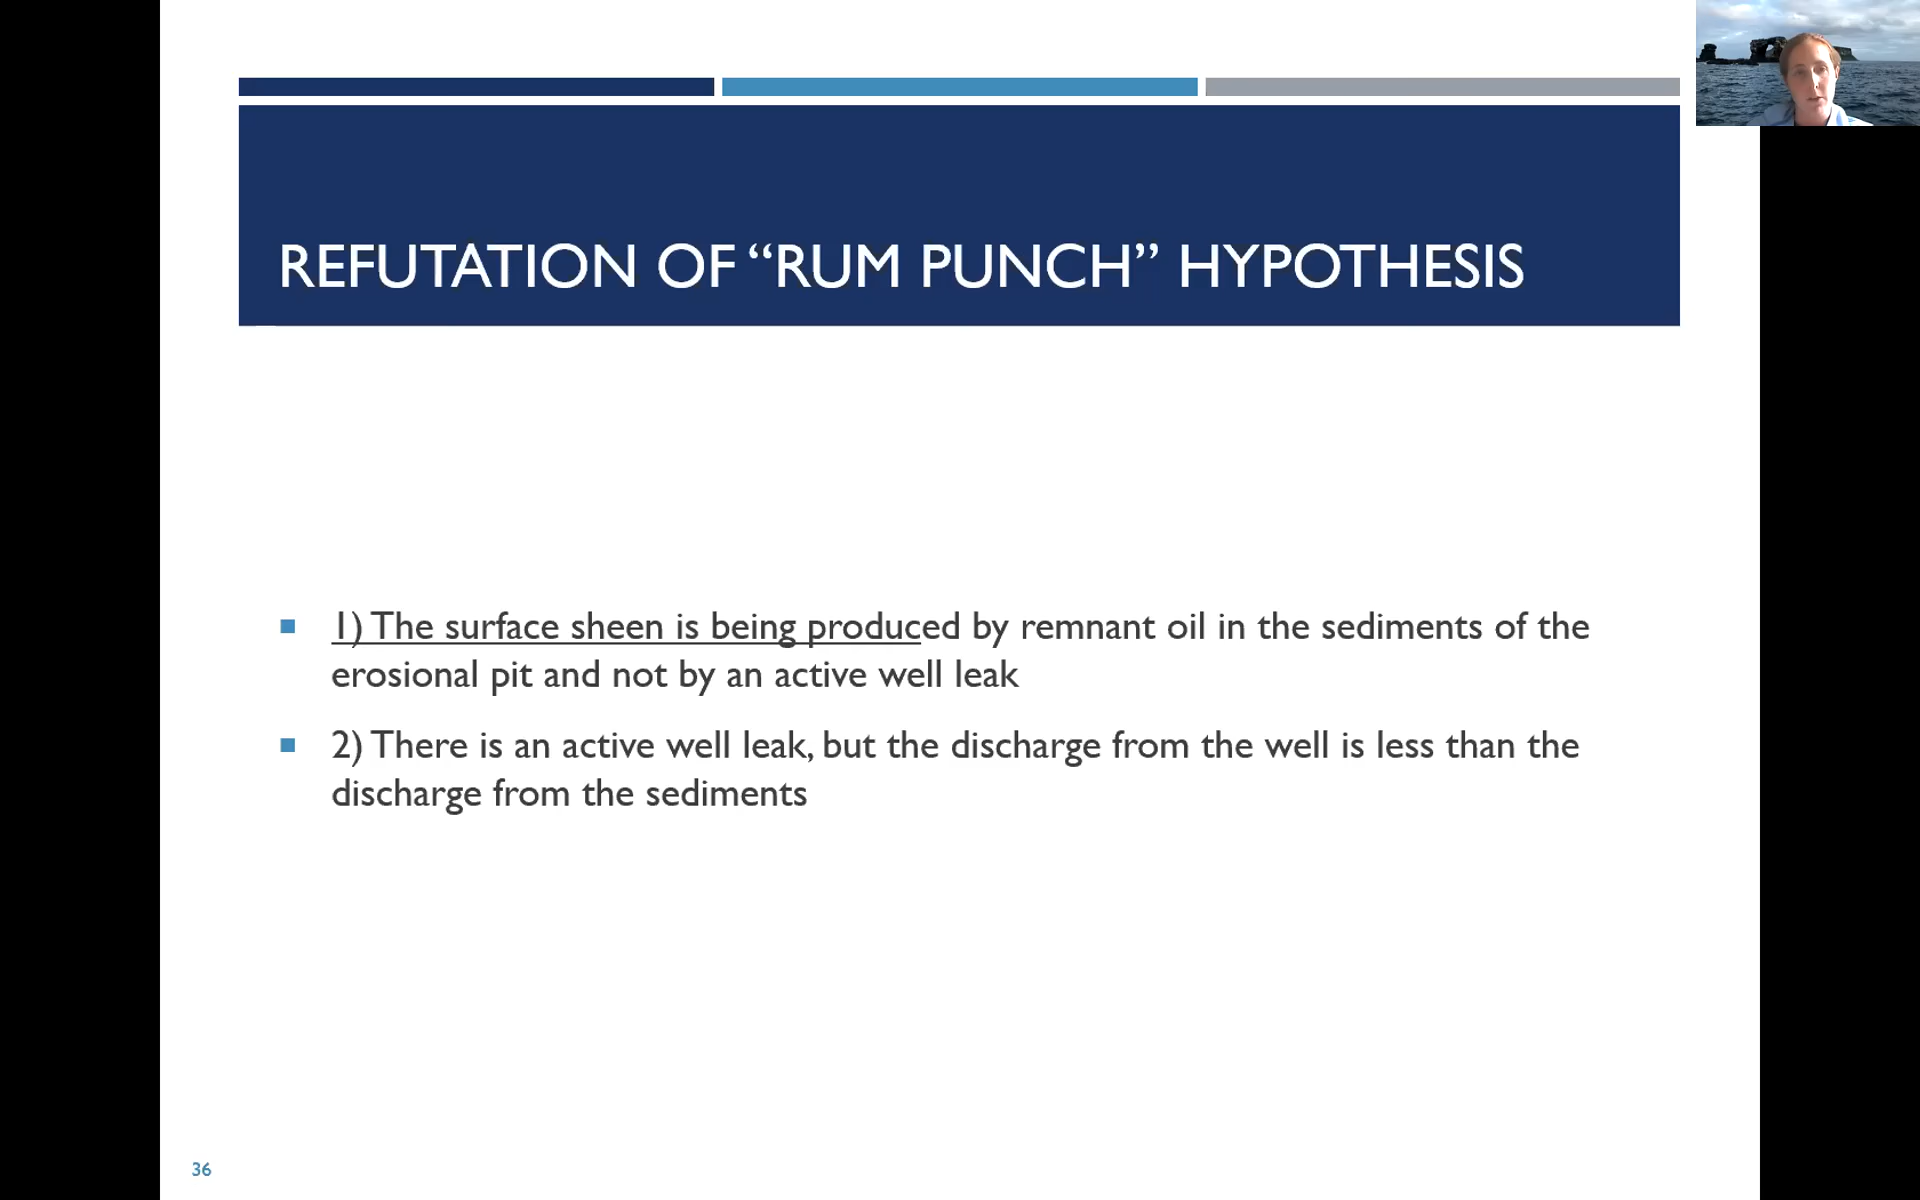 REFUTATION OF “RUM PUNCH” HYPOTHESIS
1) The surface sheen is being produced by remnant oil in the sediments of the
erosional pit and not by an active well leak
2) There is an active well leak, but the discharge from the well is less than the
discharge from the sediments
36